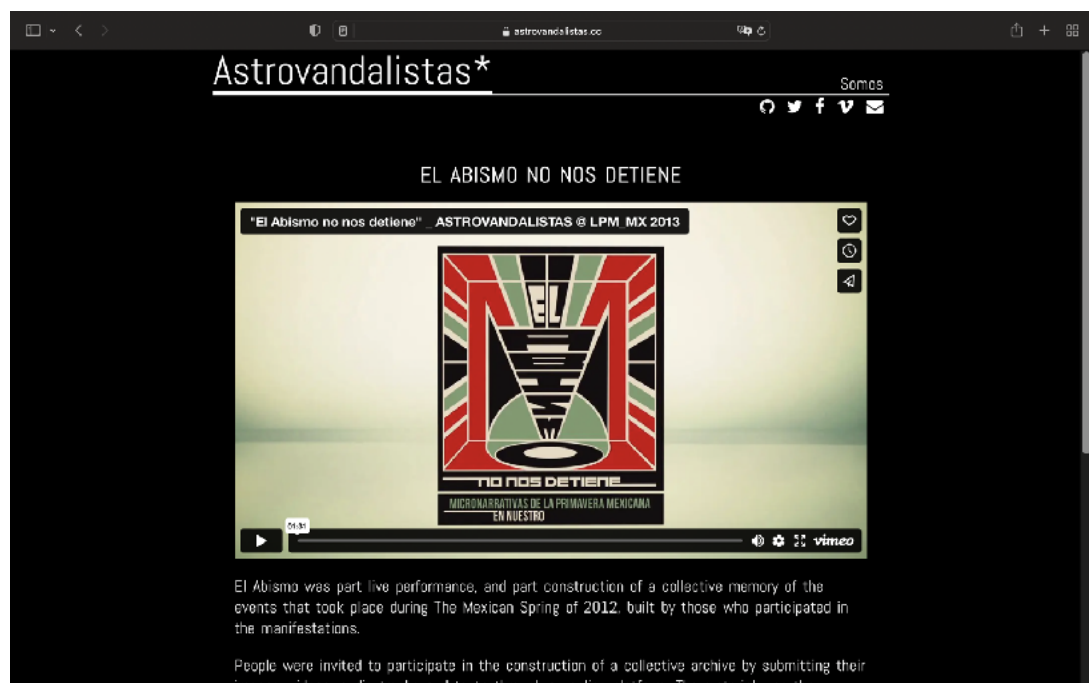 astrovandalistas.cc
Astrovandalistas*
Somos
EL ABISMO NO NOS DETIENE
"El Abismo no nos detiene" _ ASTROVANDALISTAS @ LPM_MX 2013
EL
ABISMO
NO NOS DETIENE
MICRONARRATIVAS DE LA PRIMAVERA MEXICANA
EN NUESTRO
01:31
vimeo
El Abismo was part live performance, and part construction of a collective memory of the
events that took place during The Mexican Spring of 2012, built by those who participated in
the manifestations.
People were invited to participate in the construction of a collective archive by submitting their